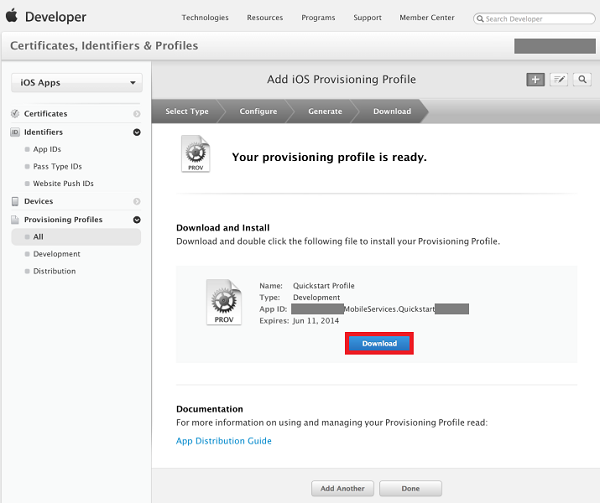 Developer
Technologies Resources Programs Support Member Center
Search Developer
Certificates, Identifiers & Profiles
iOS Apps
Certificates
Identifiers
App IDs
Pass Type IDs
Website Push IDs
Devices
Provisioning Profiles
All
Development
Distribution
Add iOS Provisioning Profile
Select Type Configure Generate Download
PROV
Your provisioning profile is ready.
Download and Install
Download and double click the following file to install your Provisioning Profile.
PROV
Name: Quickstart Profile
Type: Development
App ID: MobileServices.Quickstart
Expires: Jun 11, 2014
Download
Documentation
For more information on using and managing your Provisioning Profile read:
App Distribution Guide
Add Another Done